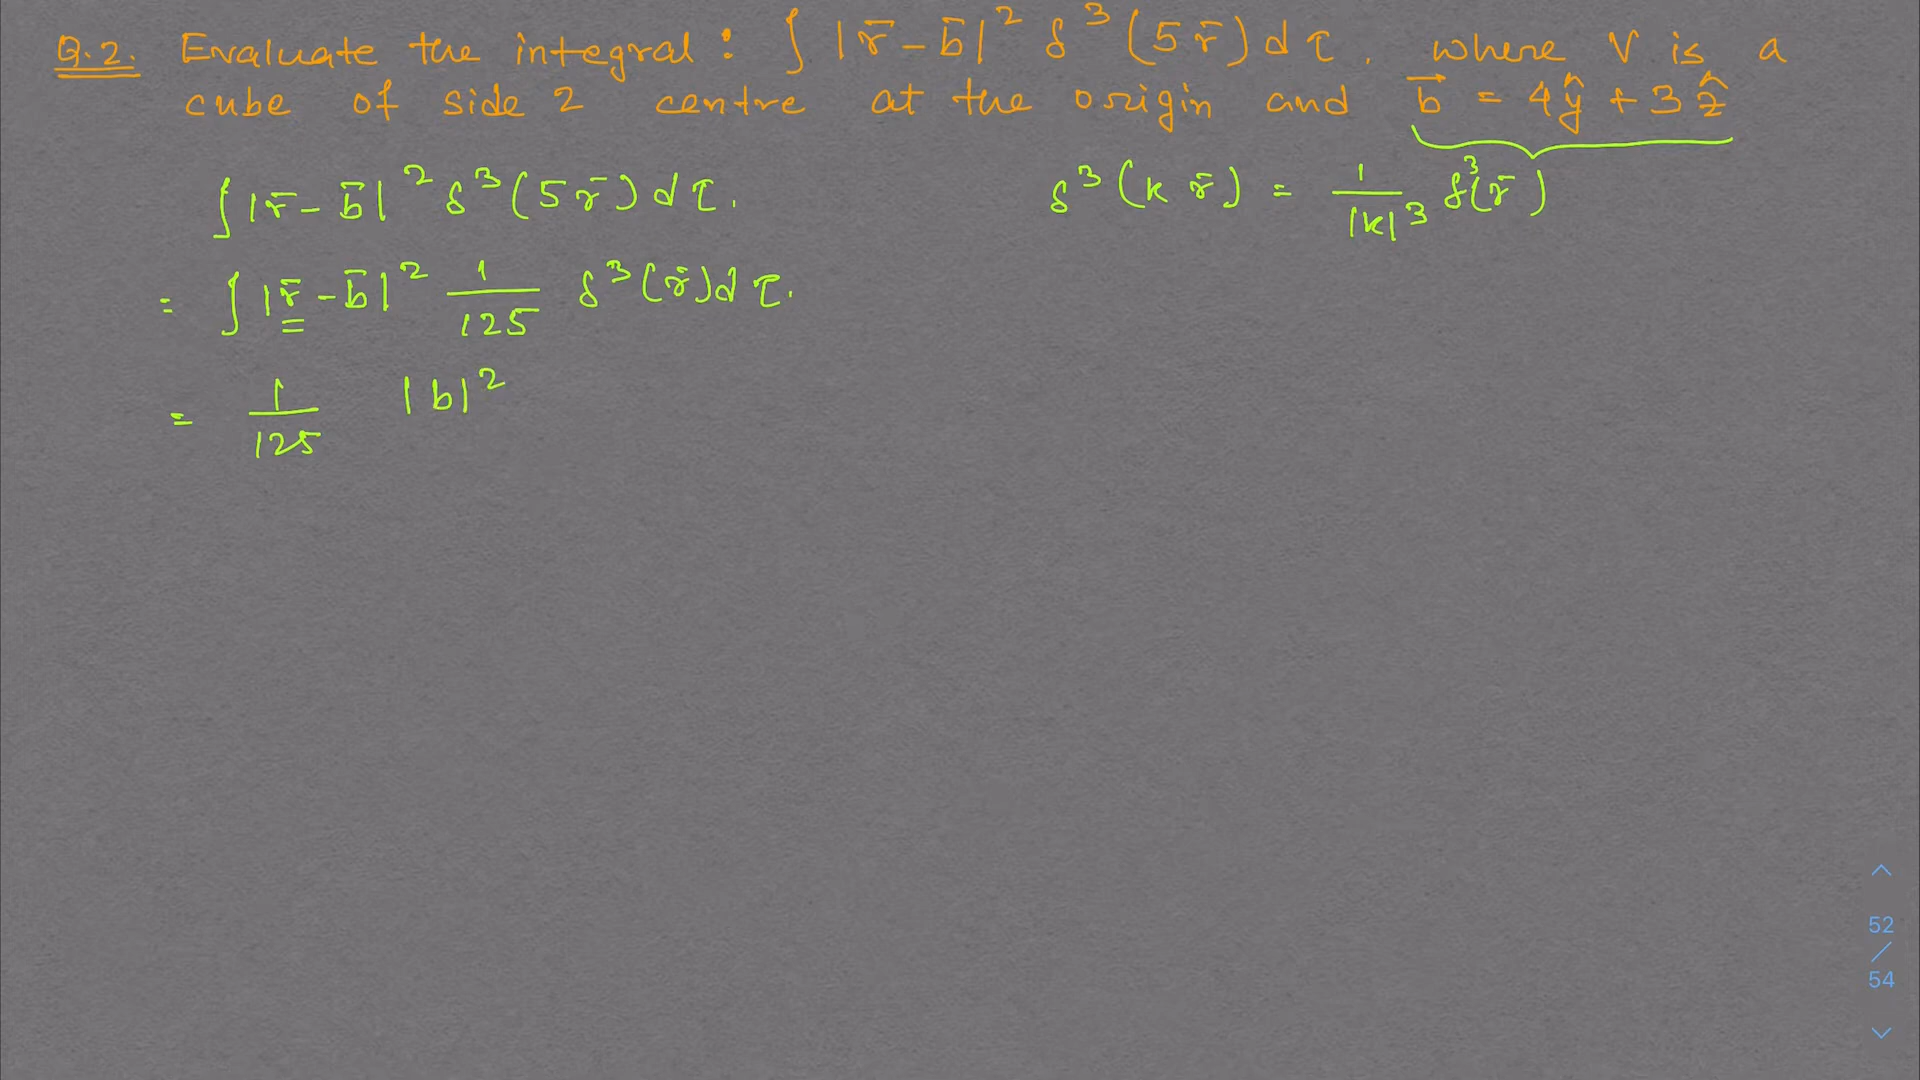 Q.2. Evaluate the integral : ∫ |r̄ - b̄|² δ³(5r̄) dτ. where V is a
cube of side 2 centre at the origin and b⃗ = 4ŷ + 3ẑ
∫ |r̄ - b̄|² δ³(5r̄) dτ. δ³(k r̄) = 1/|k|³ δ³(r̄)
= ∫ |r̄ - b̄|² 1/125 δ³(r̄) dτ.
= 1/125 |b|²
52
/
54